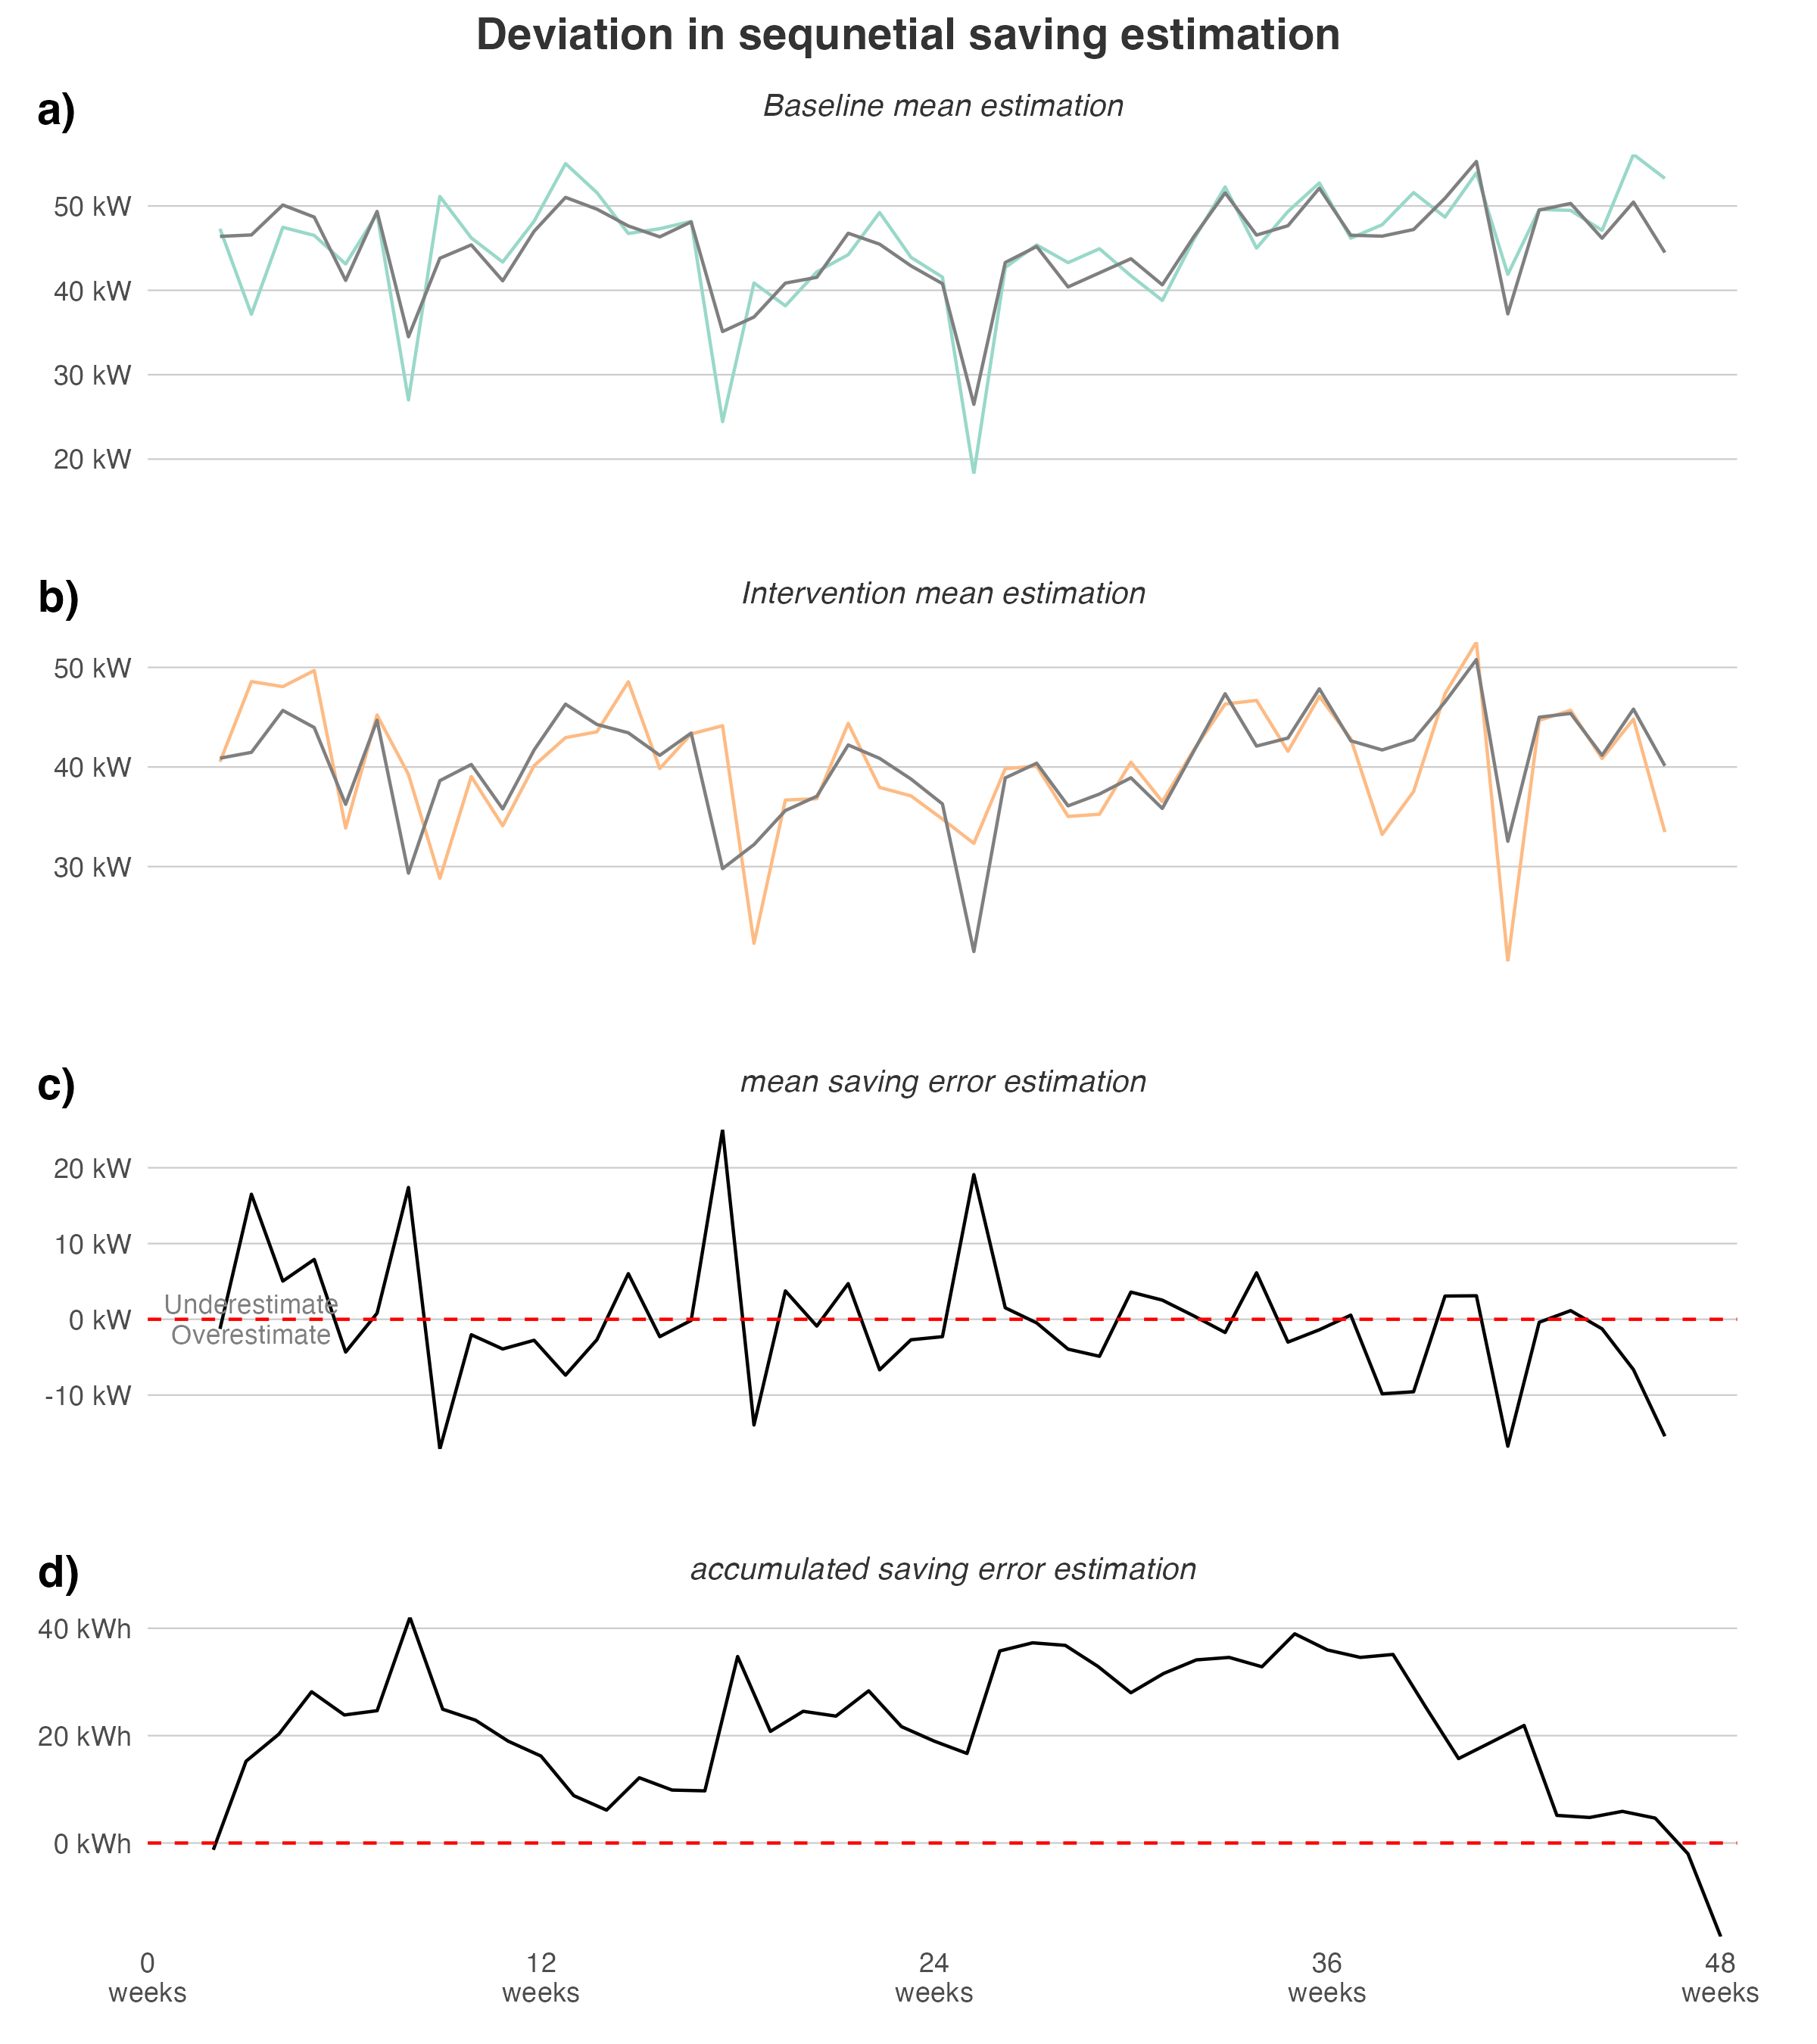 Deviation in sequnetial saving estimation
a)
Baseline mean estimation
50 kW
40 kW
30 kW
20 kW
b)
Intervention mean estimation
50 kW
40 kW
30 kW
c)
mean saving error estimation
20 kW
10 kW
Underestimate
0 kW
Overestimate
-10 kW
d)
accumulated saving error estimation
40 kWh
20 kWh
0 kWh
0
weeks
12
weeks
24
weeks
36
weeks
48
weeks